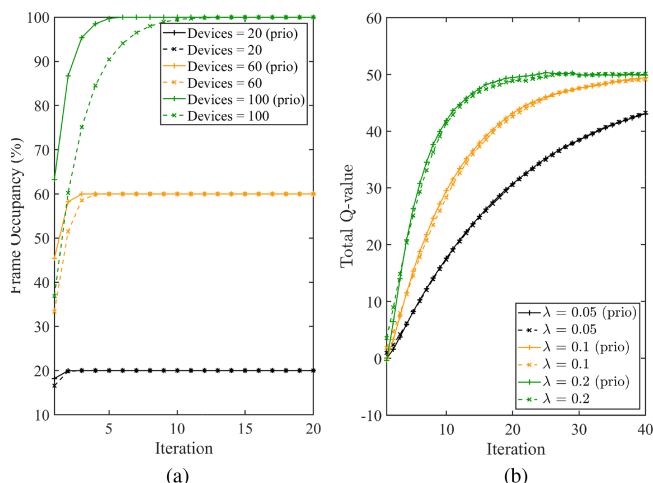 100
90
80
70
60
50
40
30
20
10
Frame Occupancy (%)
5
10
15
20
Iteration
Devices = 20 (prio)
Devices = 20
Devices = 60 (prio)
Devices = 60
Devices = 100 (prio)
Devices = 100
(a)
60
50
40
30
20
10
0
-10
Total Q-value
10
20
30
40
Iteration
λ = 0.05 (prio)
λ = 0.05
λ = 0.1 (prio)
λ = 0.1
λ = 0.2 (prio)
λ = 0.2
(b)